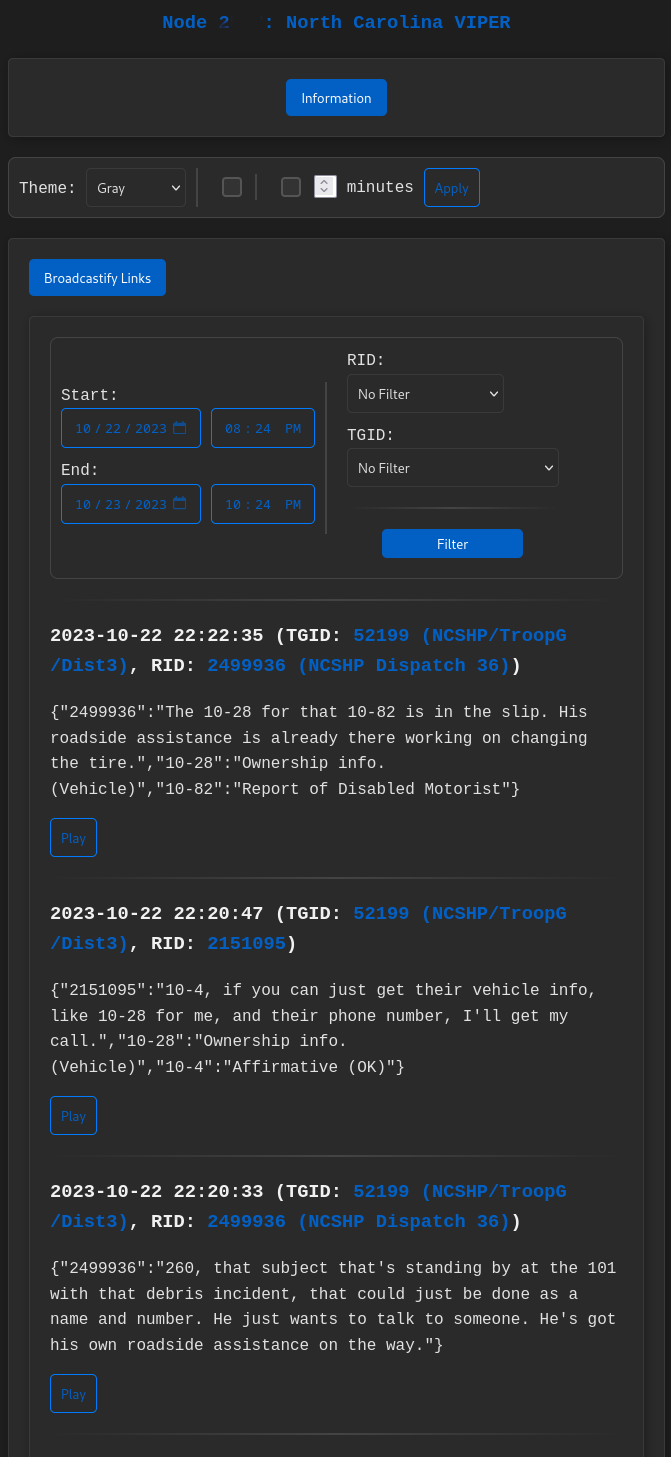 Node 2 : North Carolina VIPER
Information
Theme: Gray minutes Apply
Broadcastify Links
RID:
No Filter
Start:
10 / 22 / 2023 08 : 24 PM
TGID:
No Filter
End:
10 / 23 / 2023 10 : 24 PM
Filter
2023-10-22 22:22:35 (TGID: 52199 (NCSHP/TroopG
/Dist3), RID: 2499936 (NCSHP Dispatch 36))
{"2499936":"The 10-28 for that 10-82 is in the slip. His
roadside assistance is already there working on changing
the tire.","10-28":"Ownership info.
(Vehicle)","10-82":"Report of Disabled Motorist"}
Play
2023-10-22 22:20:47 (TGID: 52199 (NCSHP/TroopG
/Dist3), RID: 2151095)
{"2151095":"10-4, if you can just get their vehicle info,
like 10-28 for me, and their phone number, I'll get my
call.","10-28":"Ownership info.
(Vehicle)","10-4":"Affirmative (OK)"}
Play
2023-10-22 22:20:33 (TGID: 52199 (NCSHP/TroopG
/Dist3), RID: 2499936 (NCSHP Dispatch 36))
{"2499936":"260, that subject that's standing by at the 101
with that debris incident, that could just be done as a
name and number. He just wants to talk to someone. He's got
his own roadside assistance on the way."}
Play